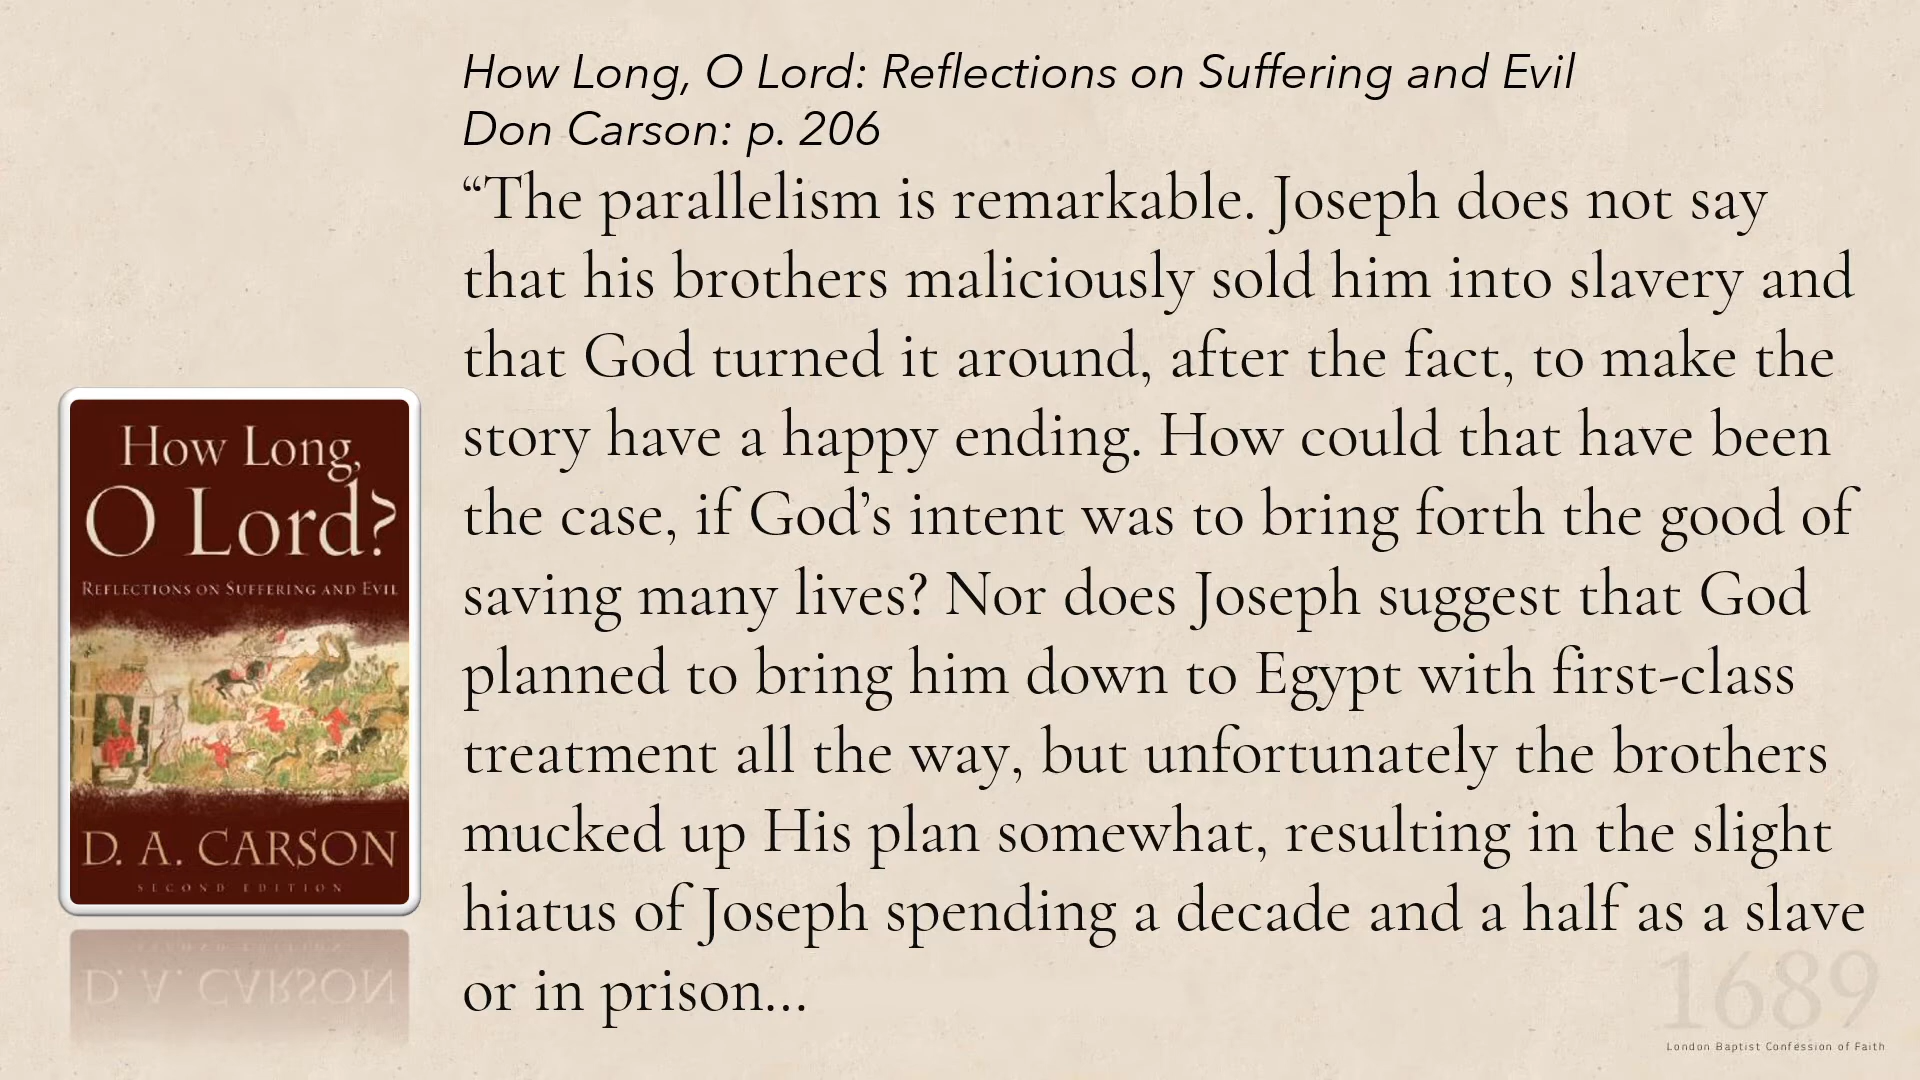 How Long, O Lord: Reflections on Suffering and Evil
Don Carson: p. 206
“The parallelism is remarkable. Joseph does not say
that his brothers maliciously sold him into slavery and
that God turned it around, after the fact, to make the
story have a happy ending. How could that have been
the case, if God’s intent was to bring forth the good of
saving many lives? Nor does Joseph suggest that God
planned to bring him down to Egypt with first-class
treatment all the way, but unfortunately the brothers
mucked up His plan somewhat, resulting in the slight
hiatus of Joseph spending a decade and a half as a slave
or in prison...
How Long,
O Lord?
REFLECTIONS ON SUFFERING AND EVIL
D. A. CARSON
SECOND EDITION
1689
London Baptist Confession of Faith